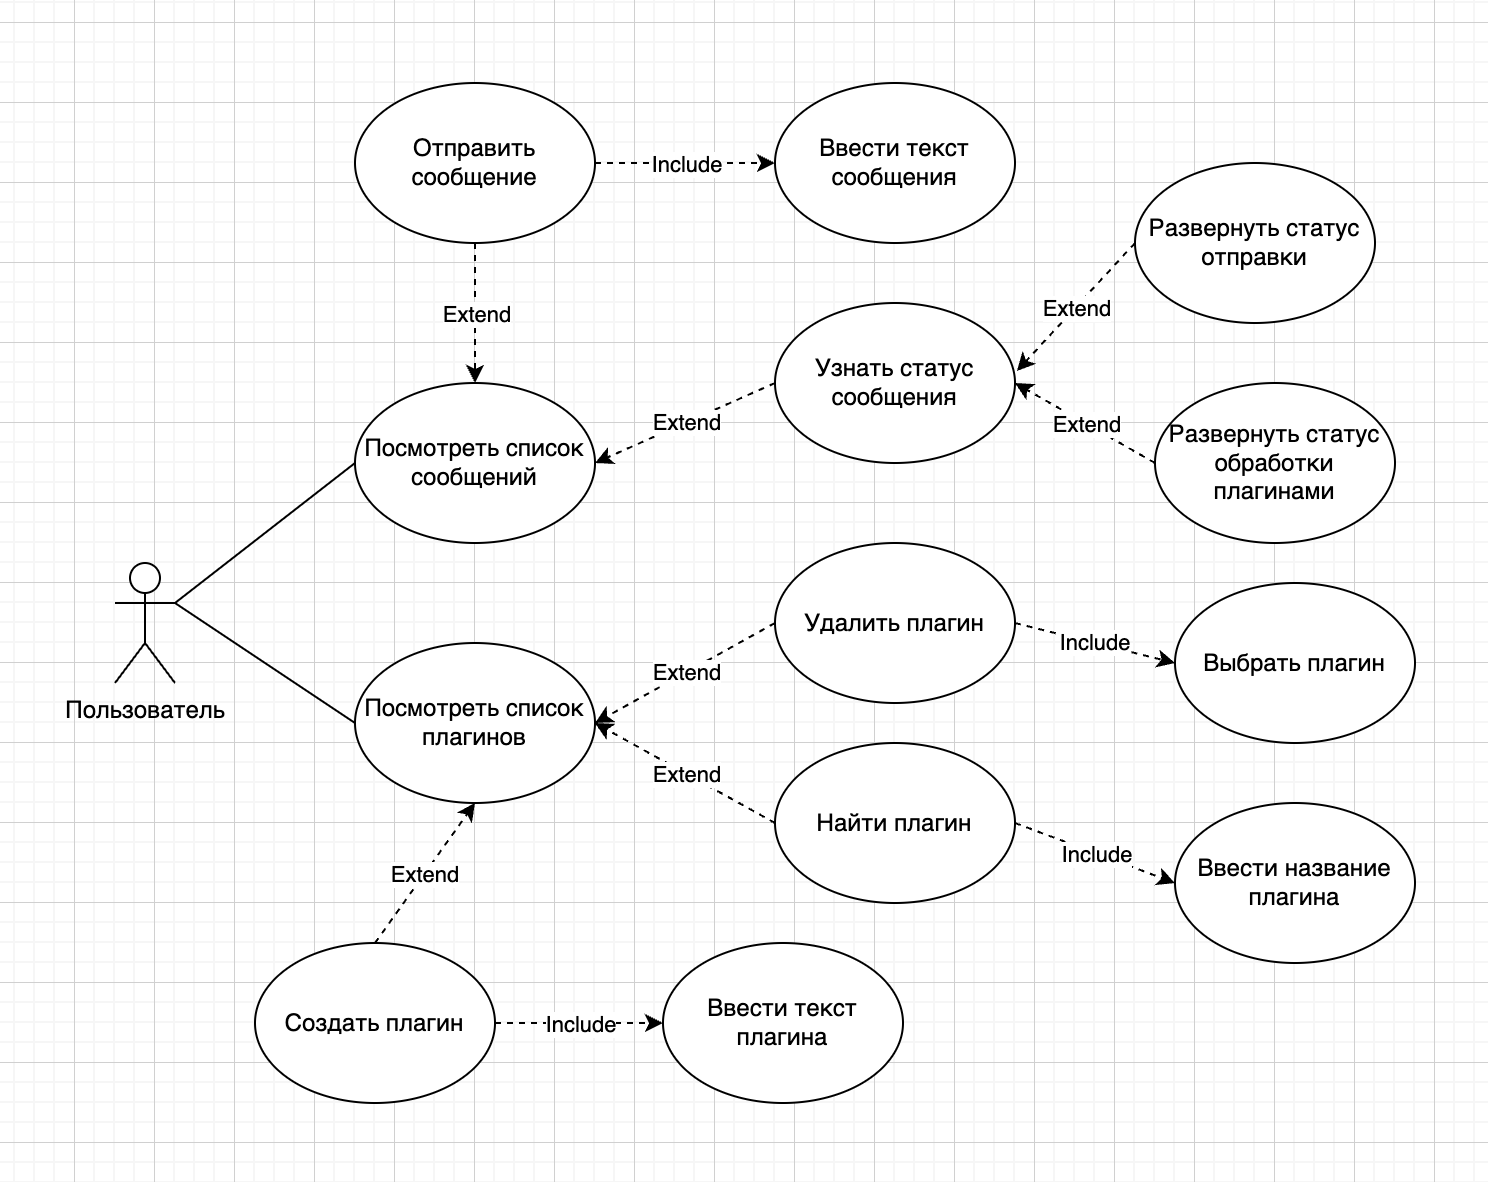 Отправить
сообщение
Include
Ввести текст
сообщения
Развернуть статус
отправки
Extend
Extend
Узнать статус
сообщения
Extend
Extend
Развернуть статус
обработки
плагинами
Посмотреть список
сообщений
Пользователь
Удалить плагин
Include
Выбрать плагин
Extend
Посмотреть список
плагинов
Extend
Найти плагин
Include
Ввести название
плагина
Extend
Создать плагин
Include
Ввести текст
плагина